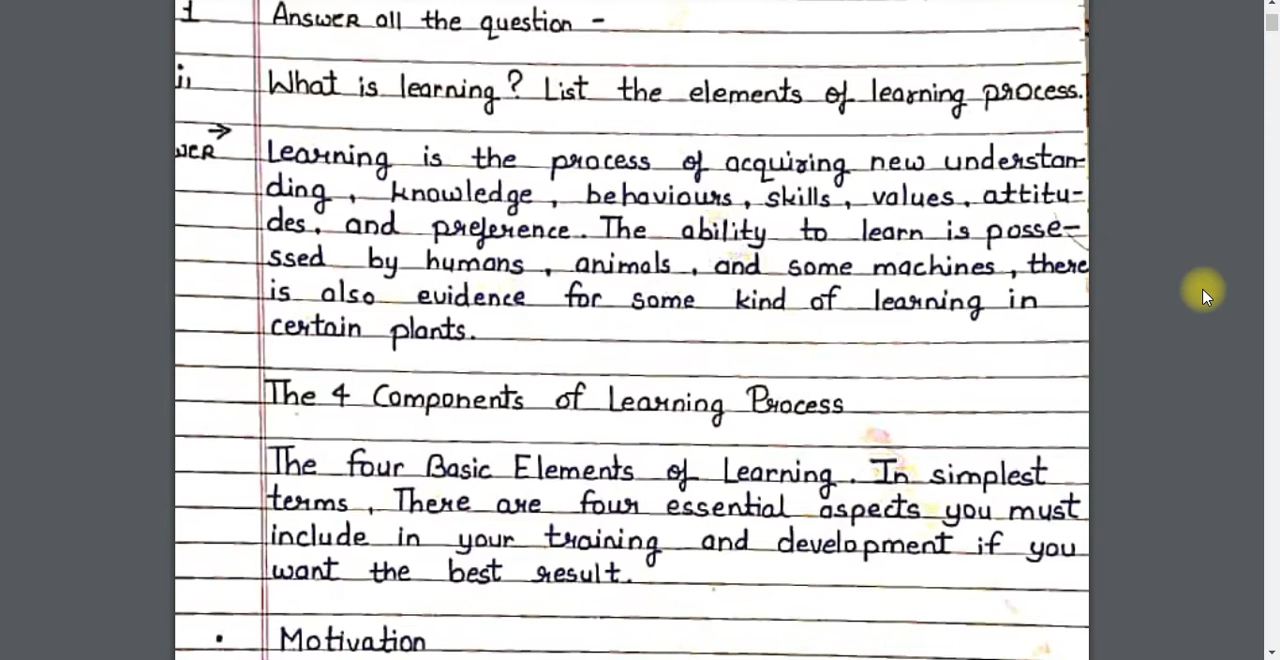 1 Answer all the question -
i, What is learning? List the elements of learning process.
→
WER Learning is the process of acquiring new understan-
ding, knowledge, behaviours, skills, values, attitu-
des, and preference. The ability to learn is posse-
ssed by humans, animals, and some machines, there
is also evidence for some kind of learning in
certain plants.
The 4 Components of Learning Process
The four Basic Elements of Learning. In simplest
terms, There are four essential aspects you must
include in your training and development if you
want the best result.
• Motivation